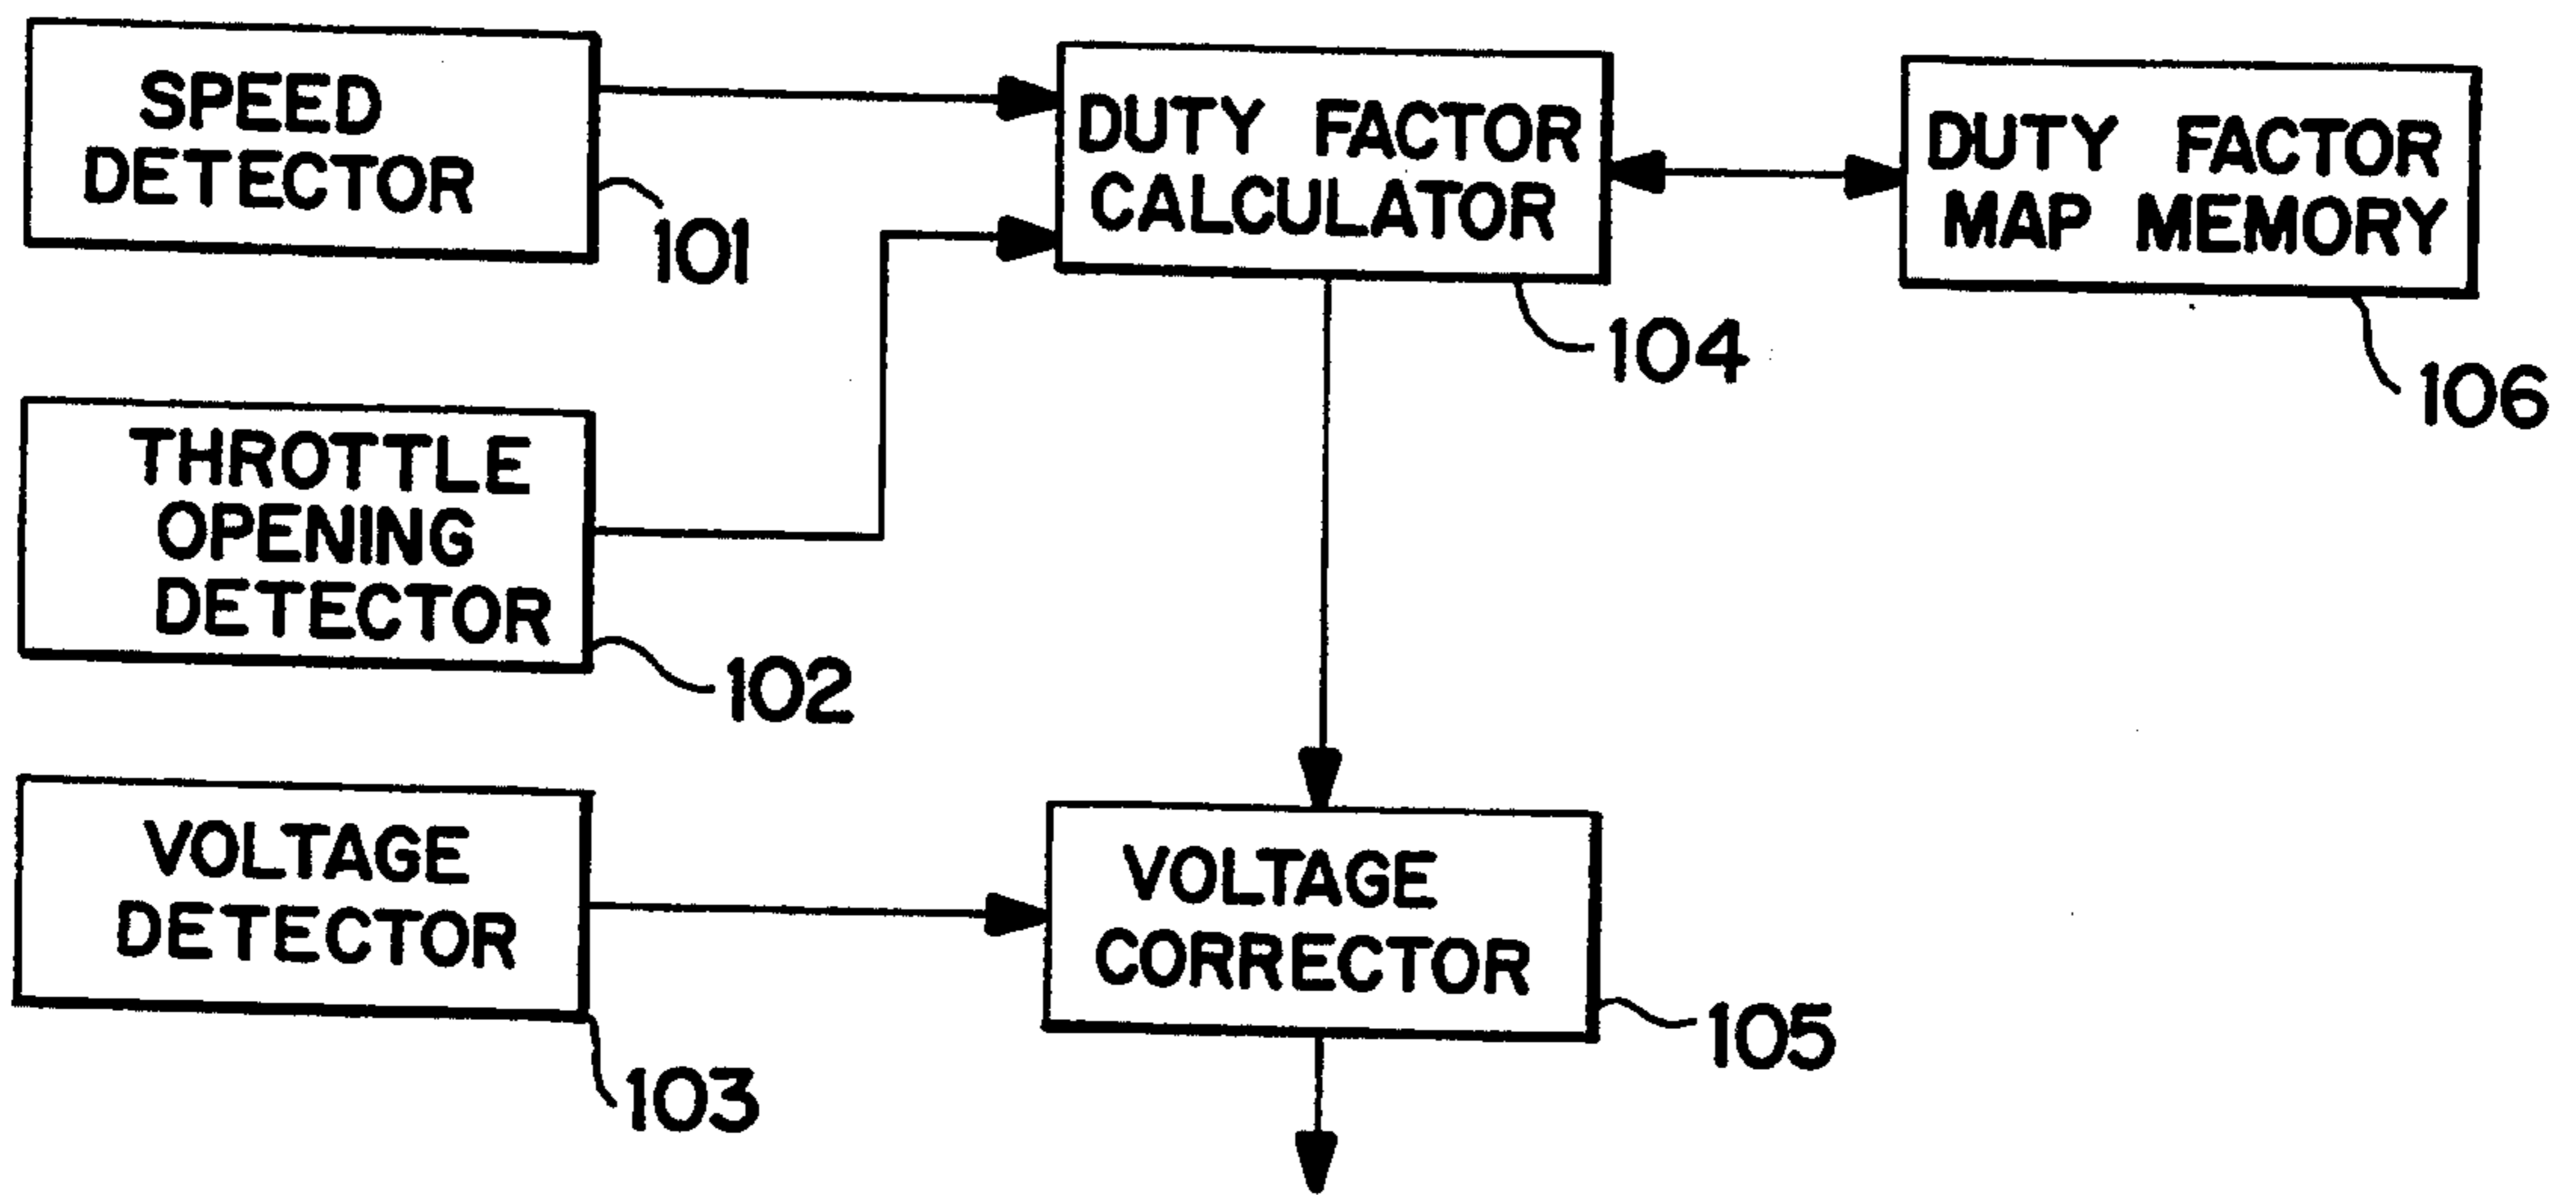 SPEED
DETECTOR
101
DUTY FACTOR
CALCULATOR
104
DUTY FACTOR
MAP MEMORY
106
THROTTLE
OPENING
DETECTOR
102
VOLTAGE
DETECTOR
103
VOLTAGE
CORRECTOR
105